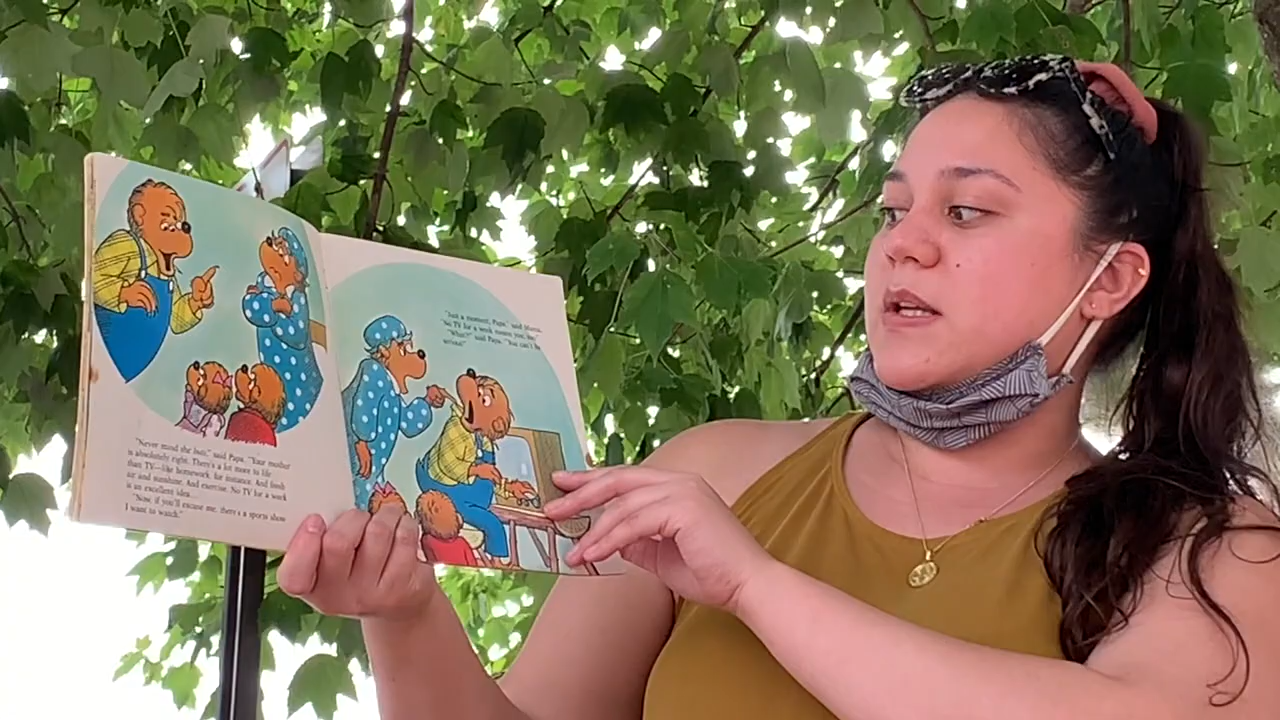 "Never mind the buts," said Papa. "Your mother
is absolutely right. There's a lot more to life
than TV—like homework, for instance. And fresh
air and sunshine. And exercise. No TV for a week
is an excellent idea...
"Now, if you'll excuse me, there's a sports show
I want to watch."
"Just a moment, Papa," said Mama.
"No TV for a week means you, too."
"What?" said Papa. "You can't be
serious!"